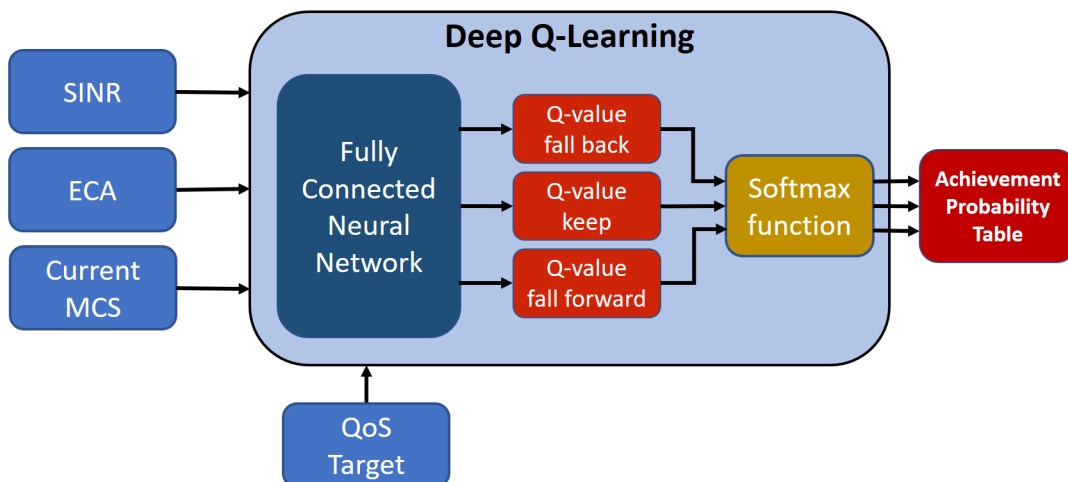 Deep Q-Learning
SINR
ECA
Current
MCS
Fully
Connected
Neural
Network
Q-value
fall back
Q-value
keep
Q-value
fall forward
Softmax
function
Achievement
Probability
Table
QoS
Target